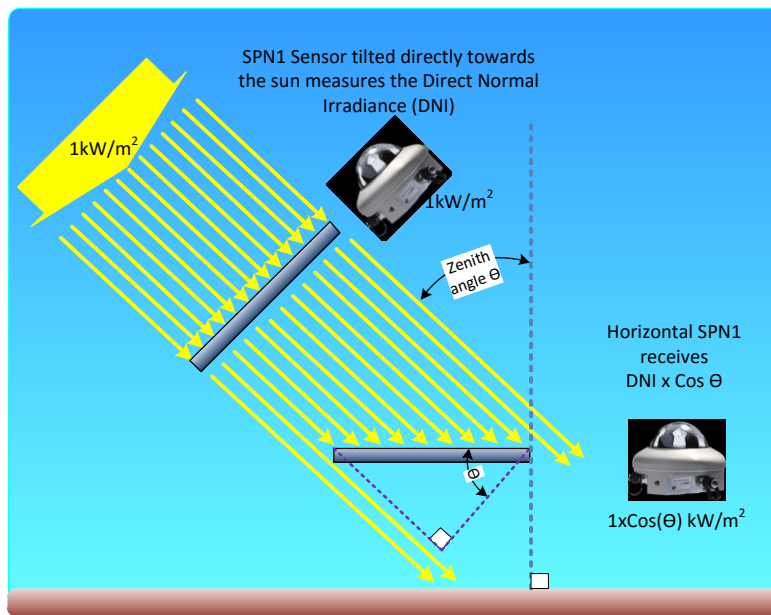 SPN1 Sensor tilted directly towards
the sun measures the Direct Normal
Irradiance (DNI)
1kW/m²
1kW/m²
Zenith
angle ϴ
Horizontal SPN1
receives
DNI x Cos ϴ
ϴ
1xCos(ϴ) kW/m²